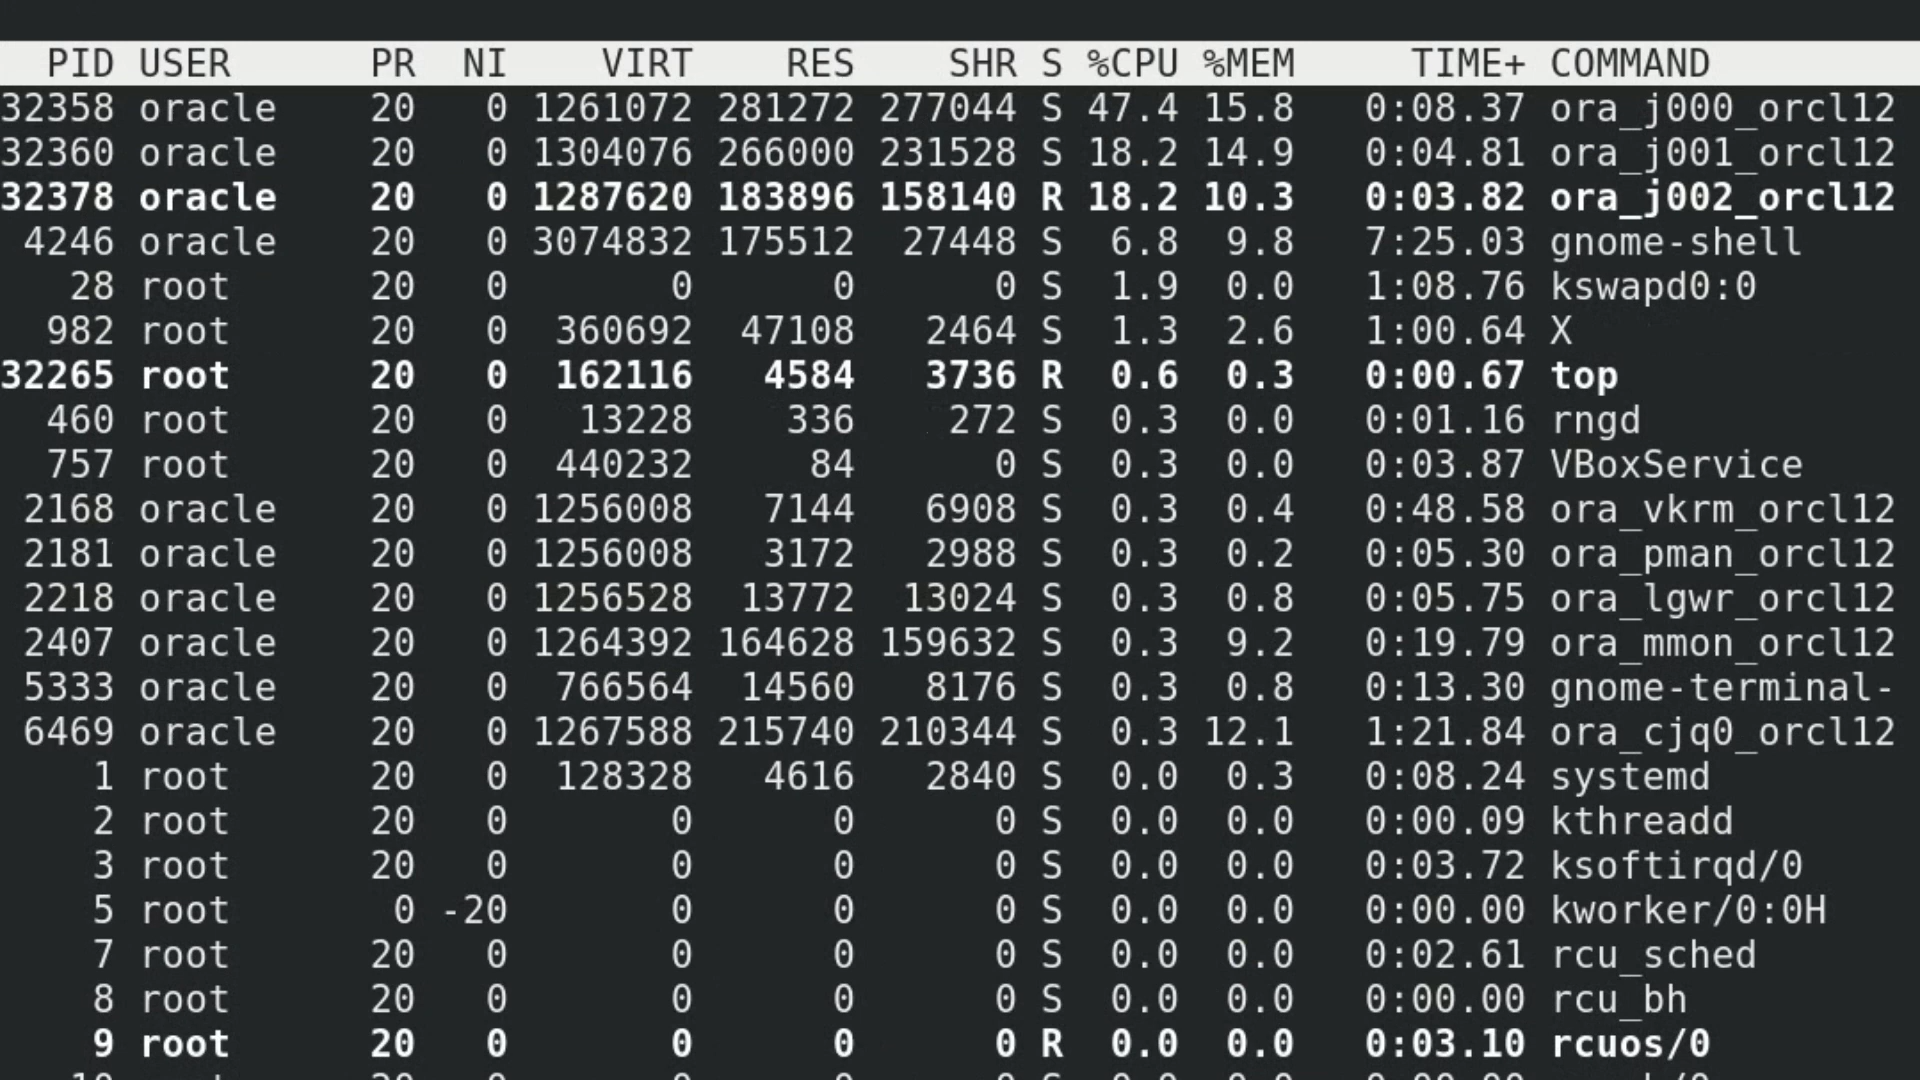 PID USER PR NI VIRT RES SHR S %CPU %MEM TIME+ COMMAND
32358 oracle 20 0 1261072 281272 277044 S 47.4 15.8 0:08.37 ora_j000_orcl12
32360 oracle 20 0 1304076 266000 231528 S 18.2 14.9 0:04.81 ora_j001_orcl12
32378 oracle 20 0 1287620 183896 158140 R 18.2 10.3 0:03.82 ora_j002_orcl12
4246 oracle 20 0 3074832 175512 27448 S 6.8 9.8 7:25.03 gnome-shell
28 root 20 0 0 0 0 S 1.9 0.0 1:08.76 kswapd0:0
982 root 20 0 360692 47108 2464 S 1.3 2.6 1:00.64 X
32265 root 20 0 162116 4584 3736 R 0.6 0.3 0:00.67 top
460 root 20 0 13228 336 272 S 0.3 0.0 0:01.16 rngd
757 root 20 0 440232 84 0 S 0.3 0.0 0:03.87 VBoxService
2168 oracle 20 0 1256008 7144 6908 S 0.3 0.4 0:48.58 ora_vkrm_orcl12
2181 oracle 20 0 1256008 3172 2988 S 0.3 0.2 0:05.30 ora_pman_orcl12
2218 oracle 20 0 1256528 13772 13024 S 0.3 0.8 0:05.75 ora_lgwr_orcl12
2407 oracle 20 0 1264392 164628 159632 S 0.3 9.2 0:19.79 ora_mmon_orcl12
5333 oracle 20 0 766564 14560 8176 S 0.3 0.8 0:13.30 gnome-terminal-
6469 oracle 20 0 1267588 215740 210344 S 0.3 12.1 1:21.84 ora_cjq0_orcl12
1 root 20 0 128328 4616 2840 S 0.0 0.3 0:08.24 systemd
2 root 20 0 0 0 0 S 0.0 0.0 0:00.09 kthreadd
3 root 20 0 0 0 0 S 0.0 0.0 0:03.72 ksoftirqd/0
5 root 0 -20 0 0 0 S 0.0 0.0 0:00.00 kworker/0:0H
7 root 20 0 0 0 0 S 0.0 0.0 0:02.61 rcu_sched
8 root 20 0 0 0 0 S 0.0 0.0 0:00.00 rcu_bh
9 root 20 0 0 0 0 R 0.0 0.0 0:03.10 rcuos/0